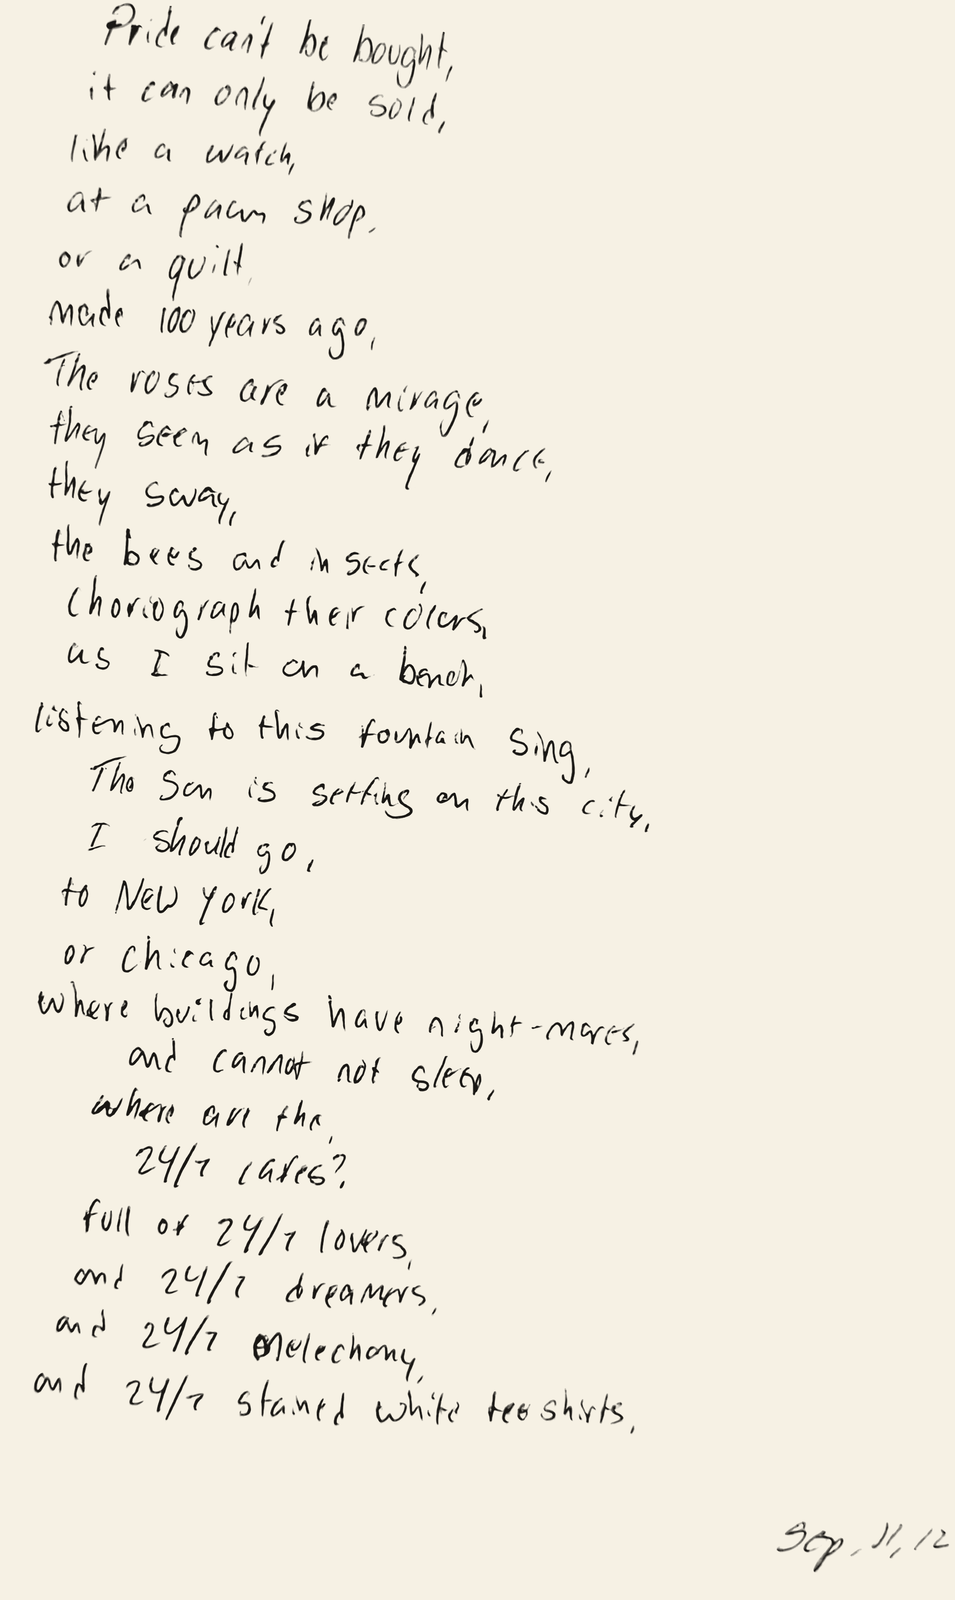 Pride can't be bought,
it can only be sold,
like a watch,
at a pawn shop,
or a quilt,
made 100 years ago,
The roses are a mirage,
they seem as if they dance,
they sway,
the bees and insects,
choriograph their colors,
as I sit on a bench,
listening to this fountain sing,
The sun is setting on this city,
I should go,
to New York,
or Chicago,
where buildings have night-mares,
and cannot not sleep,
where are the,
24/7 cafes?,
full of 24/7 lovers,
and 24/7 dreamers,
and 24/7 melechony,
and 24/7 stained white tee shirts,
Sep, 11, 12